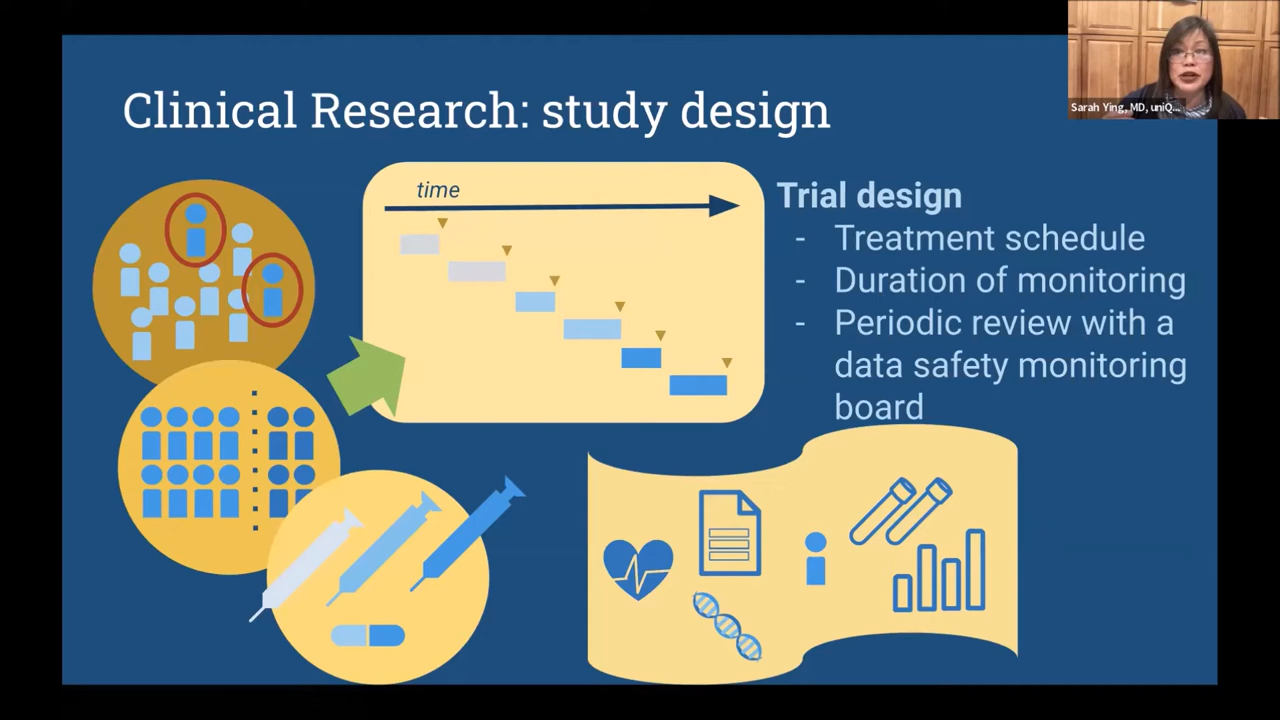 Clinical Research: study design
Sarah Ying, MD, uniQ...
time
Trial design
- Treatment schedule
- Duration of monitoring
- Periodic review with a
data safety monitoring
board